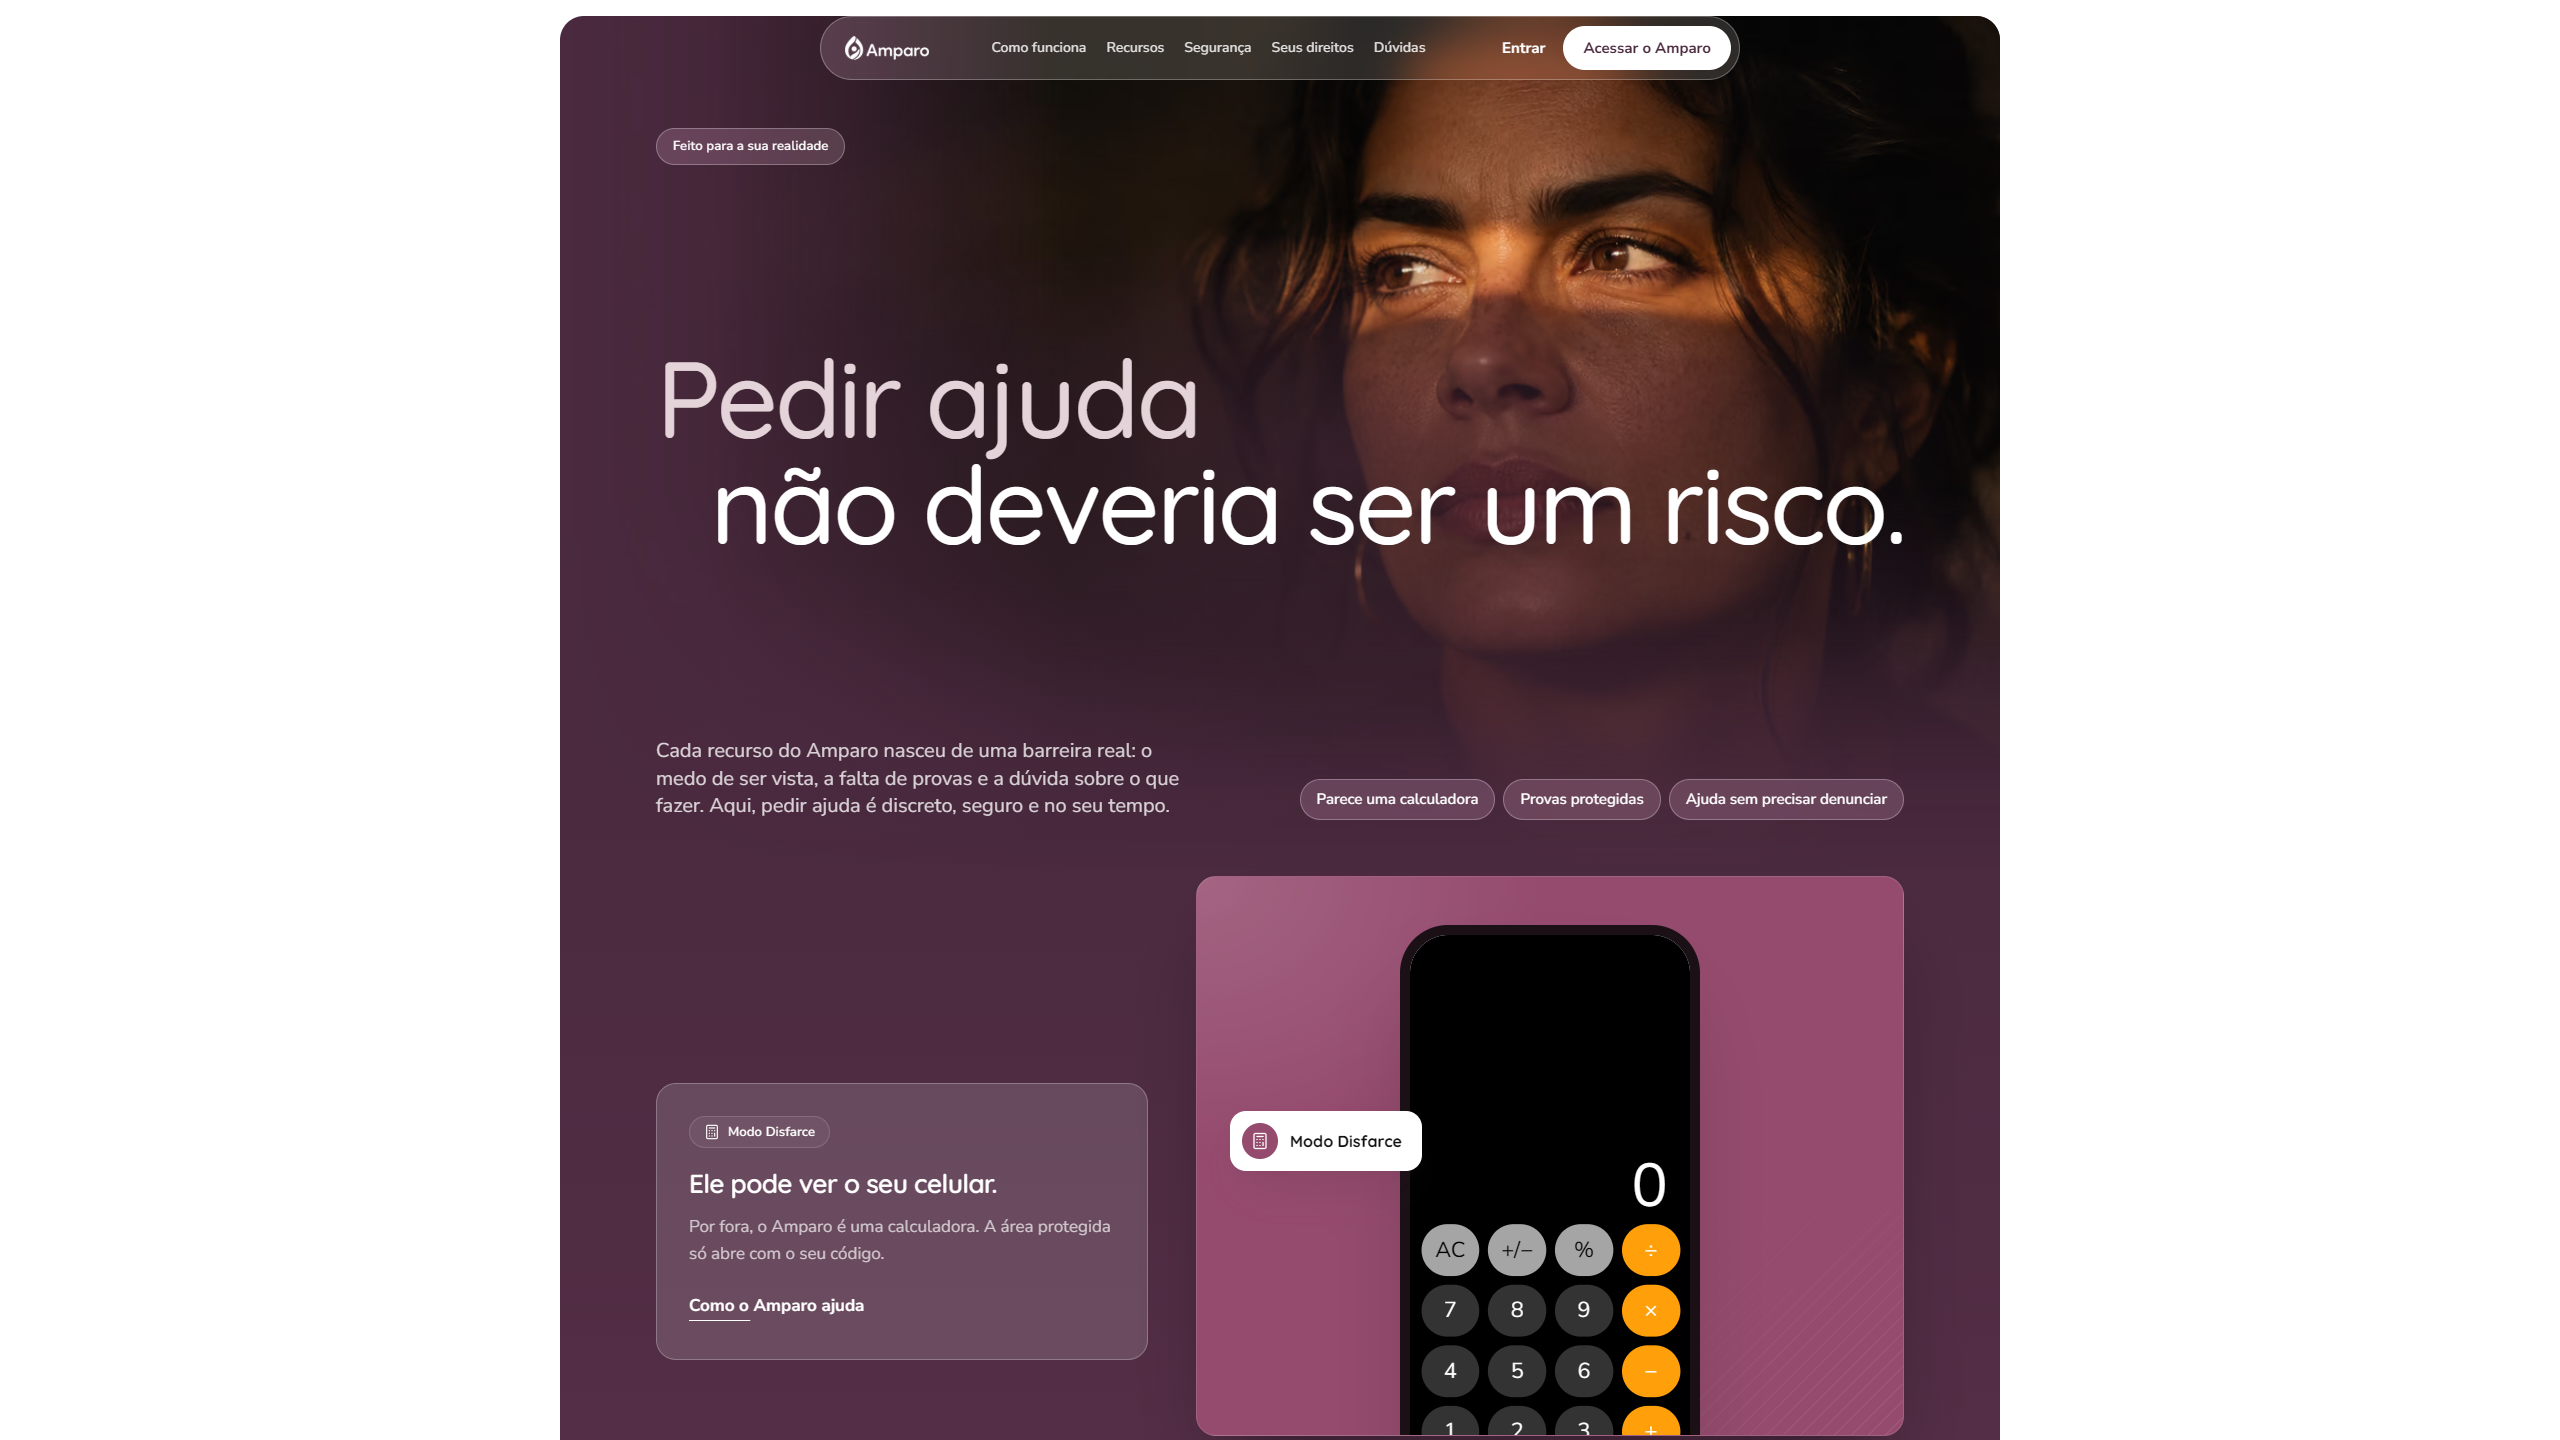 Amparo
Como funciona
Recursos
Segurança
Seus direitos
Dúvidas
Entrar
Acessar o Amparo
Feito para a sua realidade
Pedir ajuda
não deveria ser um risco.
Cada recurso do Amparo nasceu de uma barreira real: o
medo de ser vista, a falta de provas e a dúvida sobre o que
fazer. Aqui, pedir ajuda é discreto, seguro e no seu tempo.
Parece uma calculadora
Provas protegidas
Ajuda sem precisar denunciar
Modo Disfarce
Ele pode ver o seu celular.
Por fora, o Amparo é uma calculadora. A área protegida
só abre com o seu código.
Como o Amparo ajuda
Modo Disfarce
0
AC +/− % ÷
7 8 9 ×
4 5 6 −
1 2 3 +